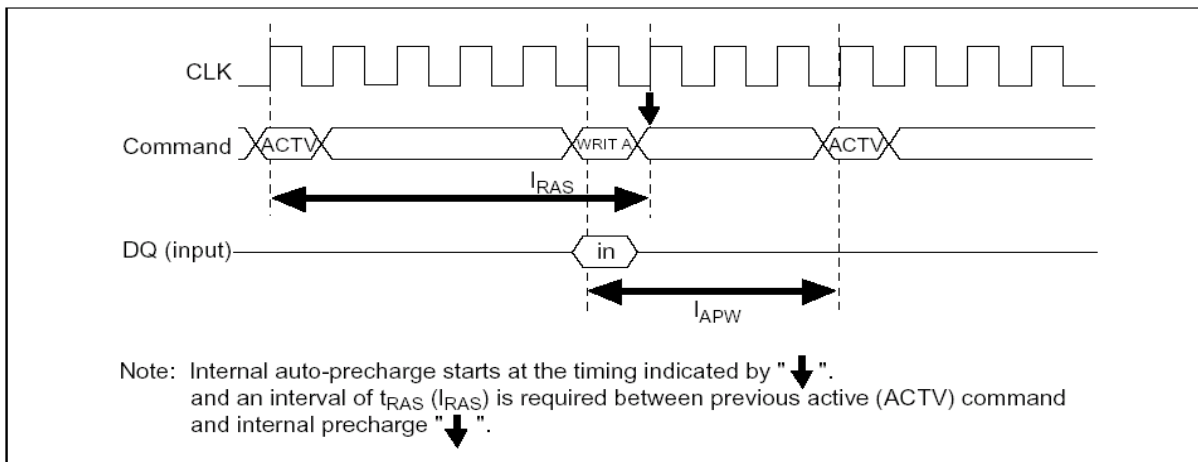 CLK
Command ACTV WRIT A ACTV
lRAS
DQ (input) in
lAPW
Note: Internal auto-precharge starts at the timing indicated by " ".
and an interval of tRAS (lRAS) is required between previous active (ACTV) command
and internal precharge " ".